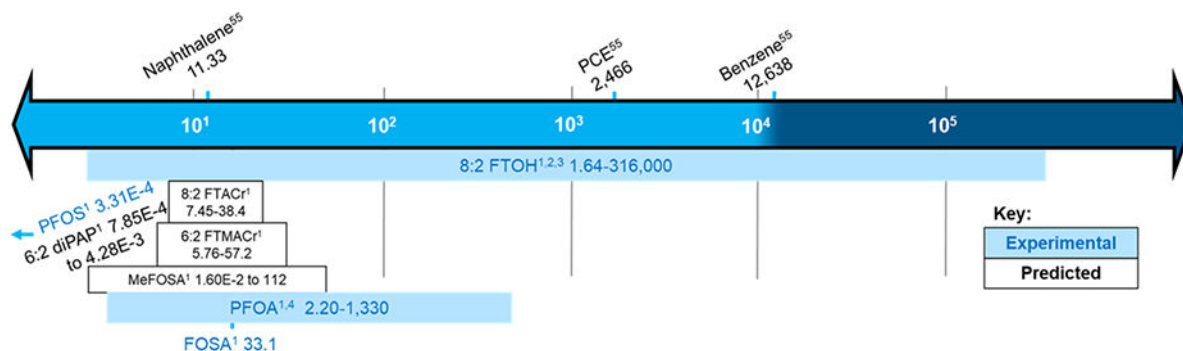 Naphthalene⁵⁵
11.33
PCE⁵⁵
2,466
Benzene⁵⁵
12,638
10¹
10²
10³
10⁴
10⁵
8:2 FTOH¹,²,³ 1.64-316,000
PFOS¹ 3.31E-4
6:2 diPAP¹ 7.85E-4
to 4.28E-3
8:2 FTACr¹
7.45-38.4
6:2 FTMACr¹
5.76-57.2
MeFOSA¹ 1.60E-2 to 112
PFOA¹,⁴ 2.20-1,330
FOSA¹ 33.1
Key:
Experimental
Predicted